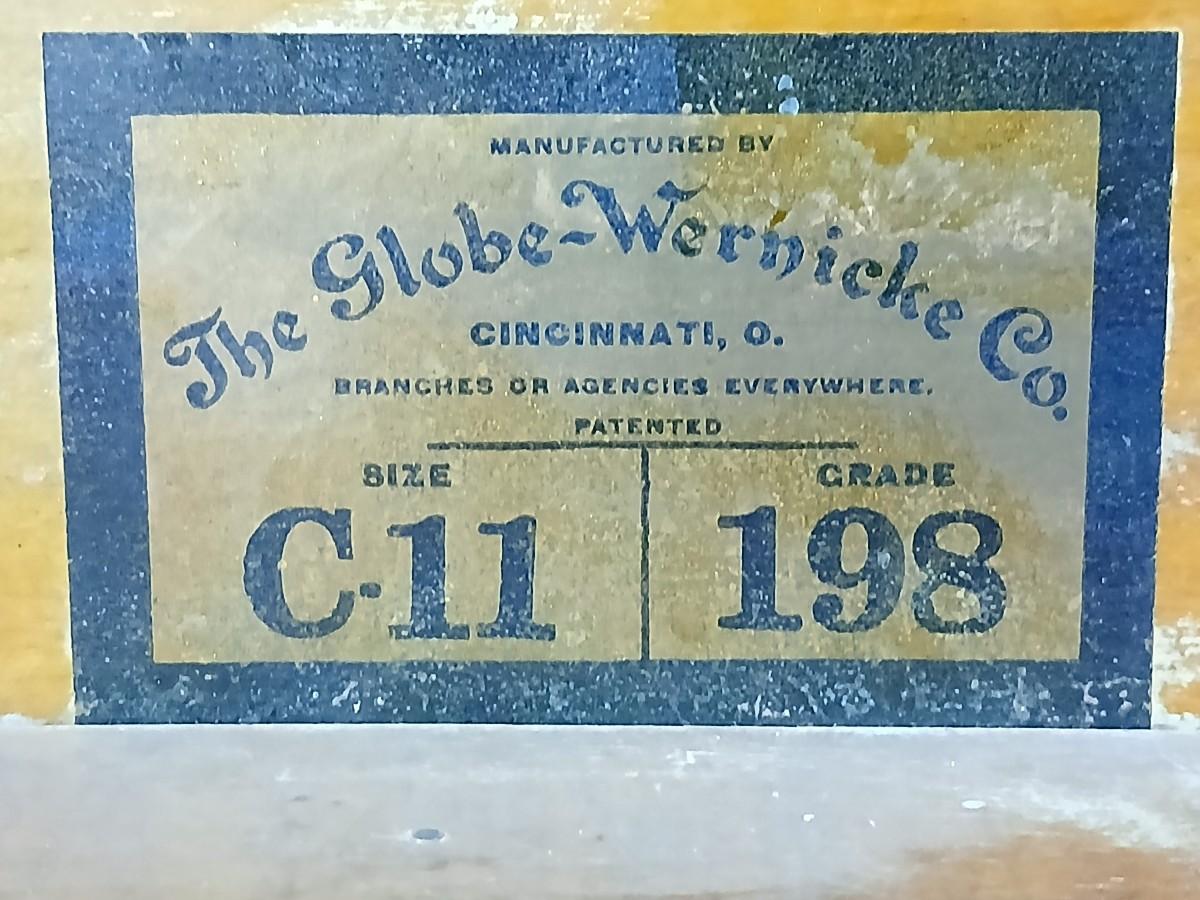 MANUFACTURED BY
The Globe-Wernicke Co.
CINCINNATI, O.
BRANCHES OR AGENCIES EVERYWHERE.
PATENTED
SIZE GRADE
C-11 198